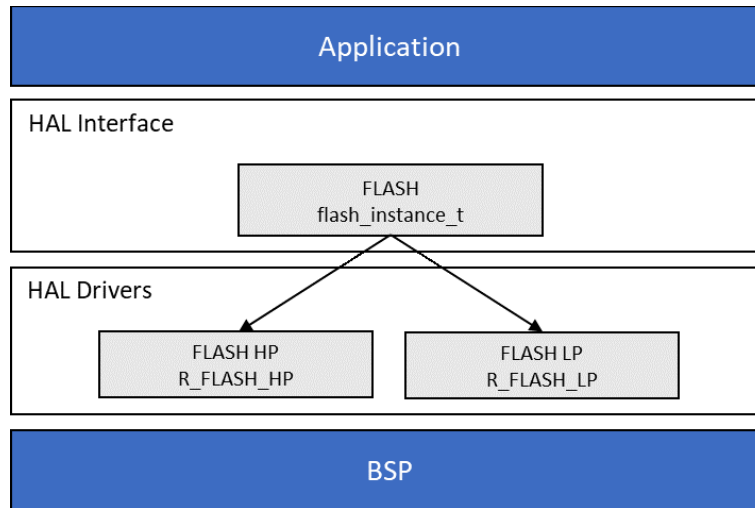 Application
HAL Interface
FLASH
flash_instance_t
HAL Drivers
FLASH HP
R_FLASH_HP
FLASH LP
R_FLASH_LP
BSP